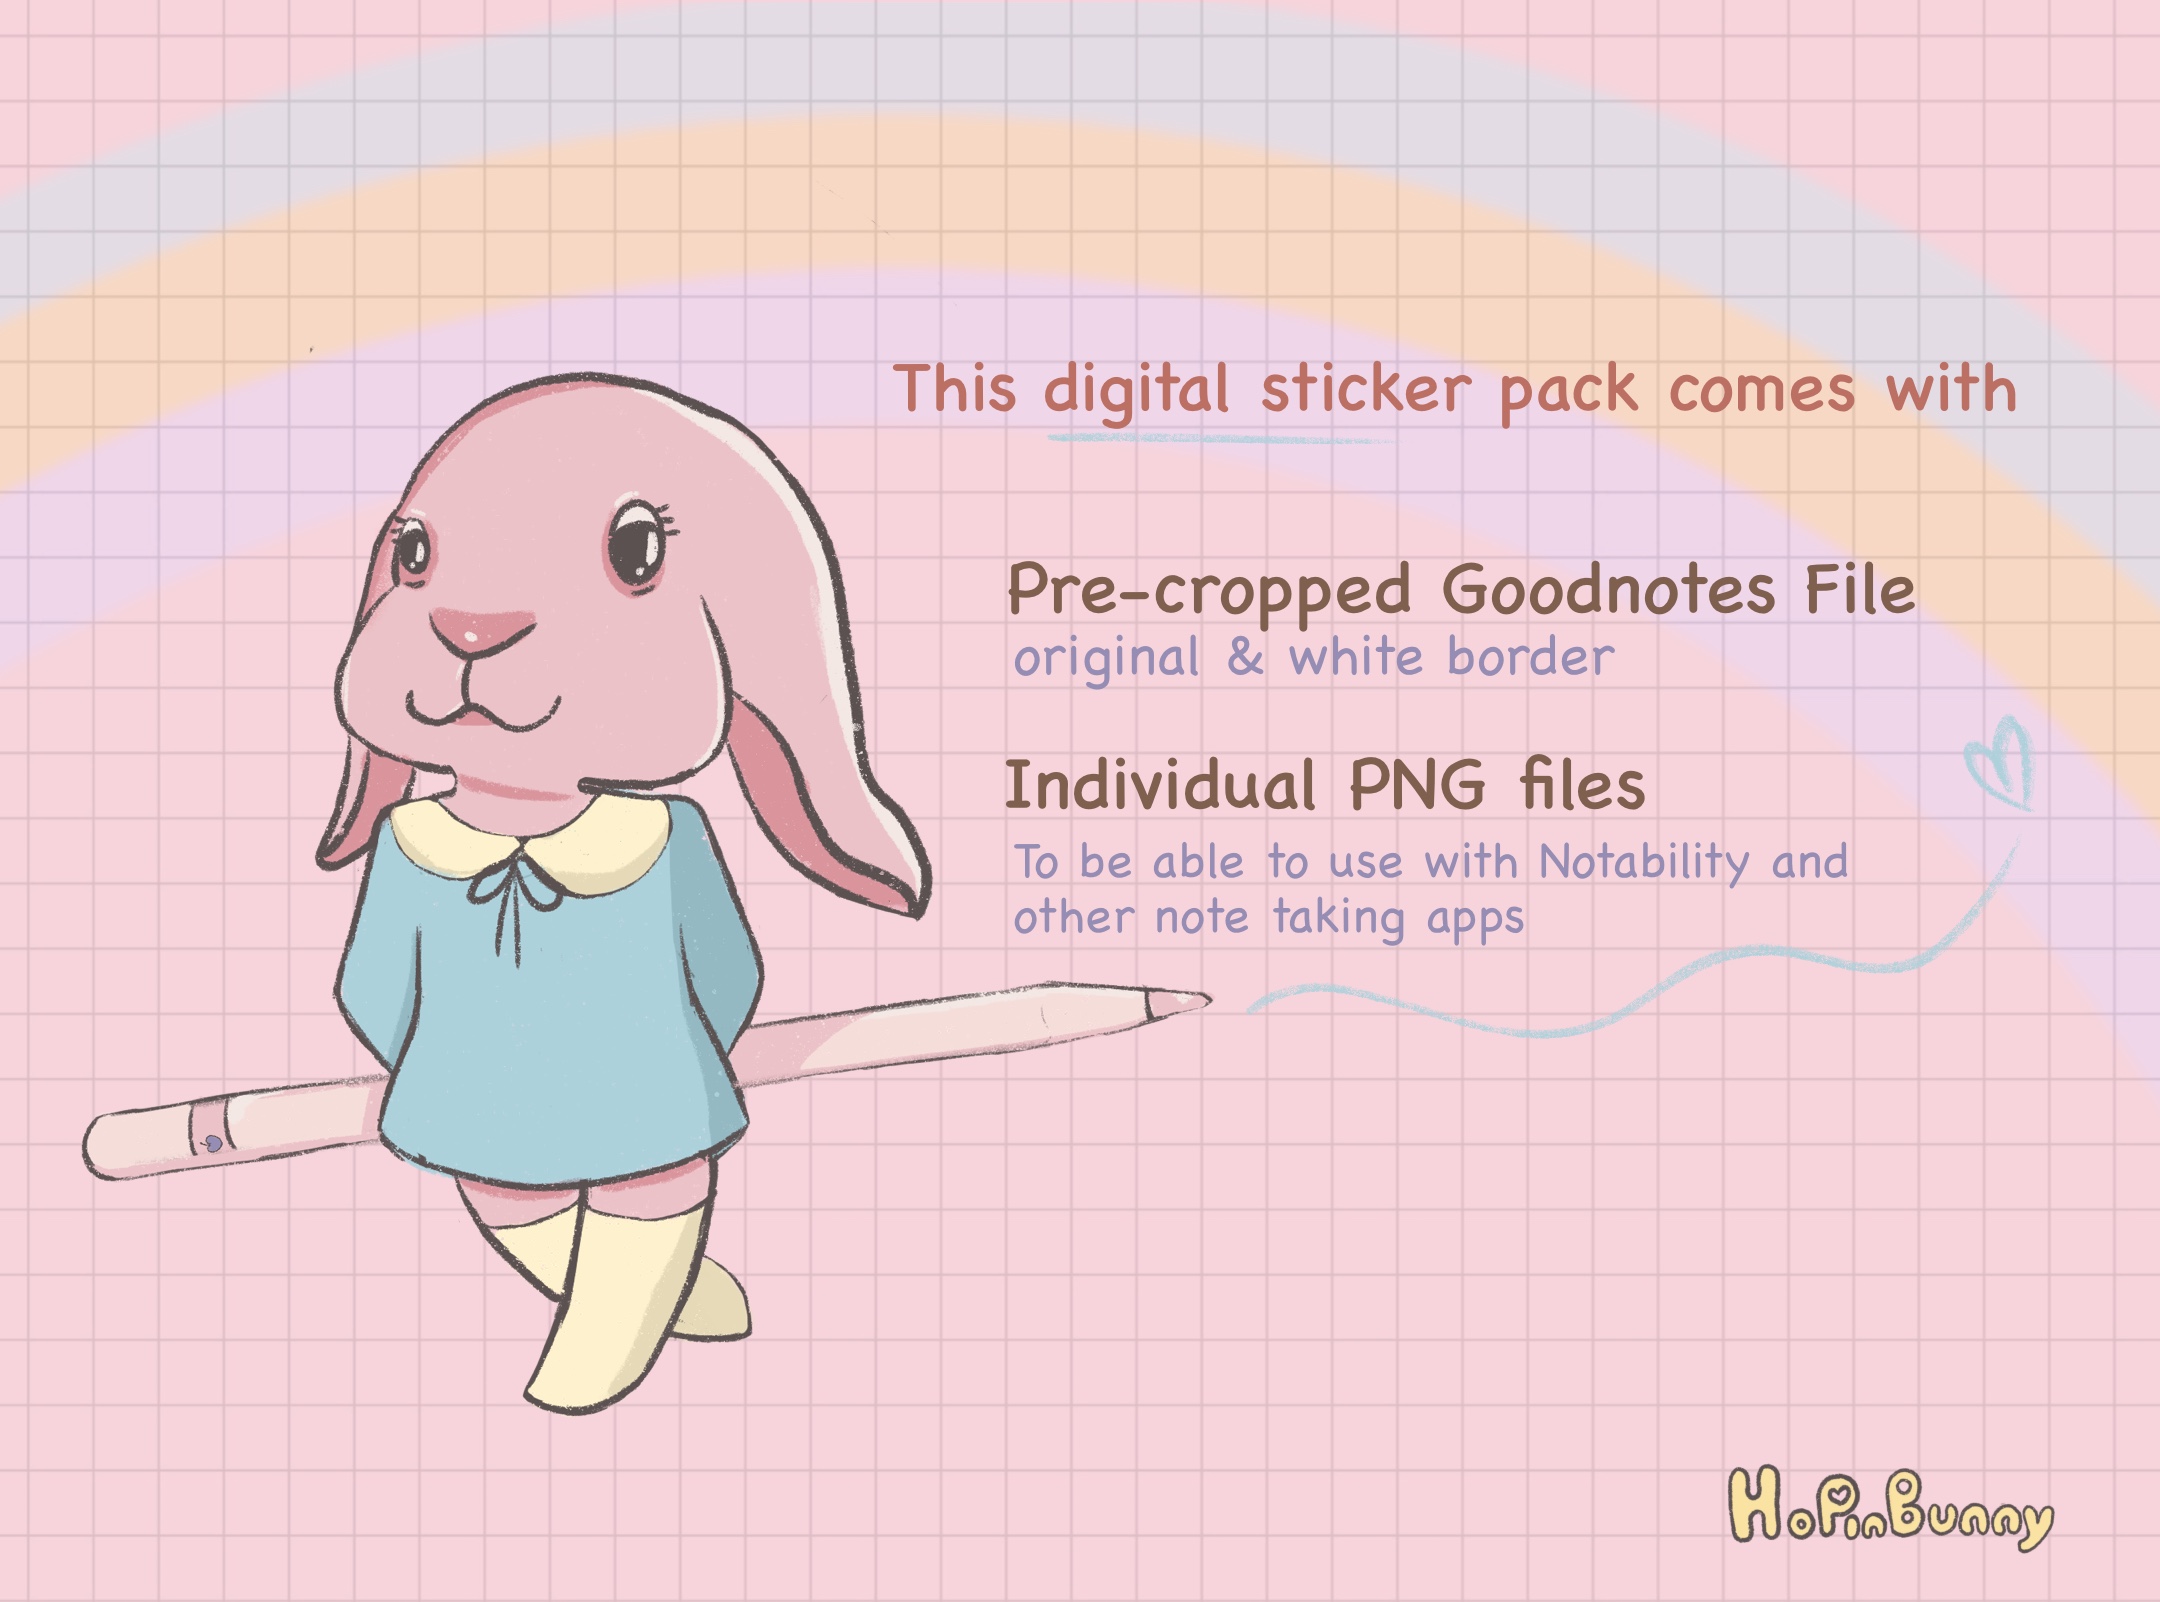 This digital sticker pack comes with
Pre-cropped Goodnotes File
original & white border
Individual PNG files
To be able to use with Notability and
other note taking apps
HoPinBunny